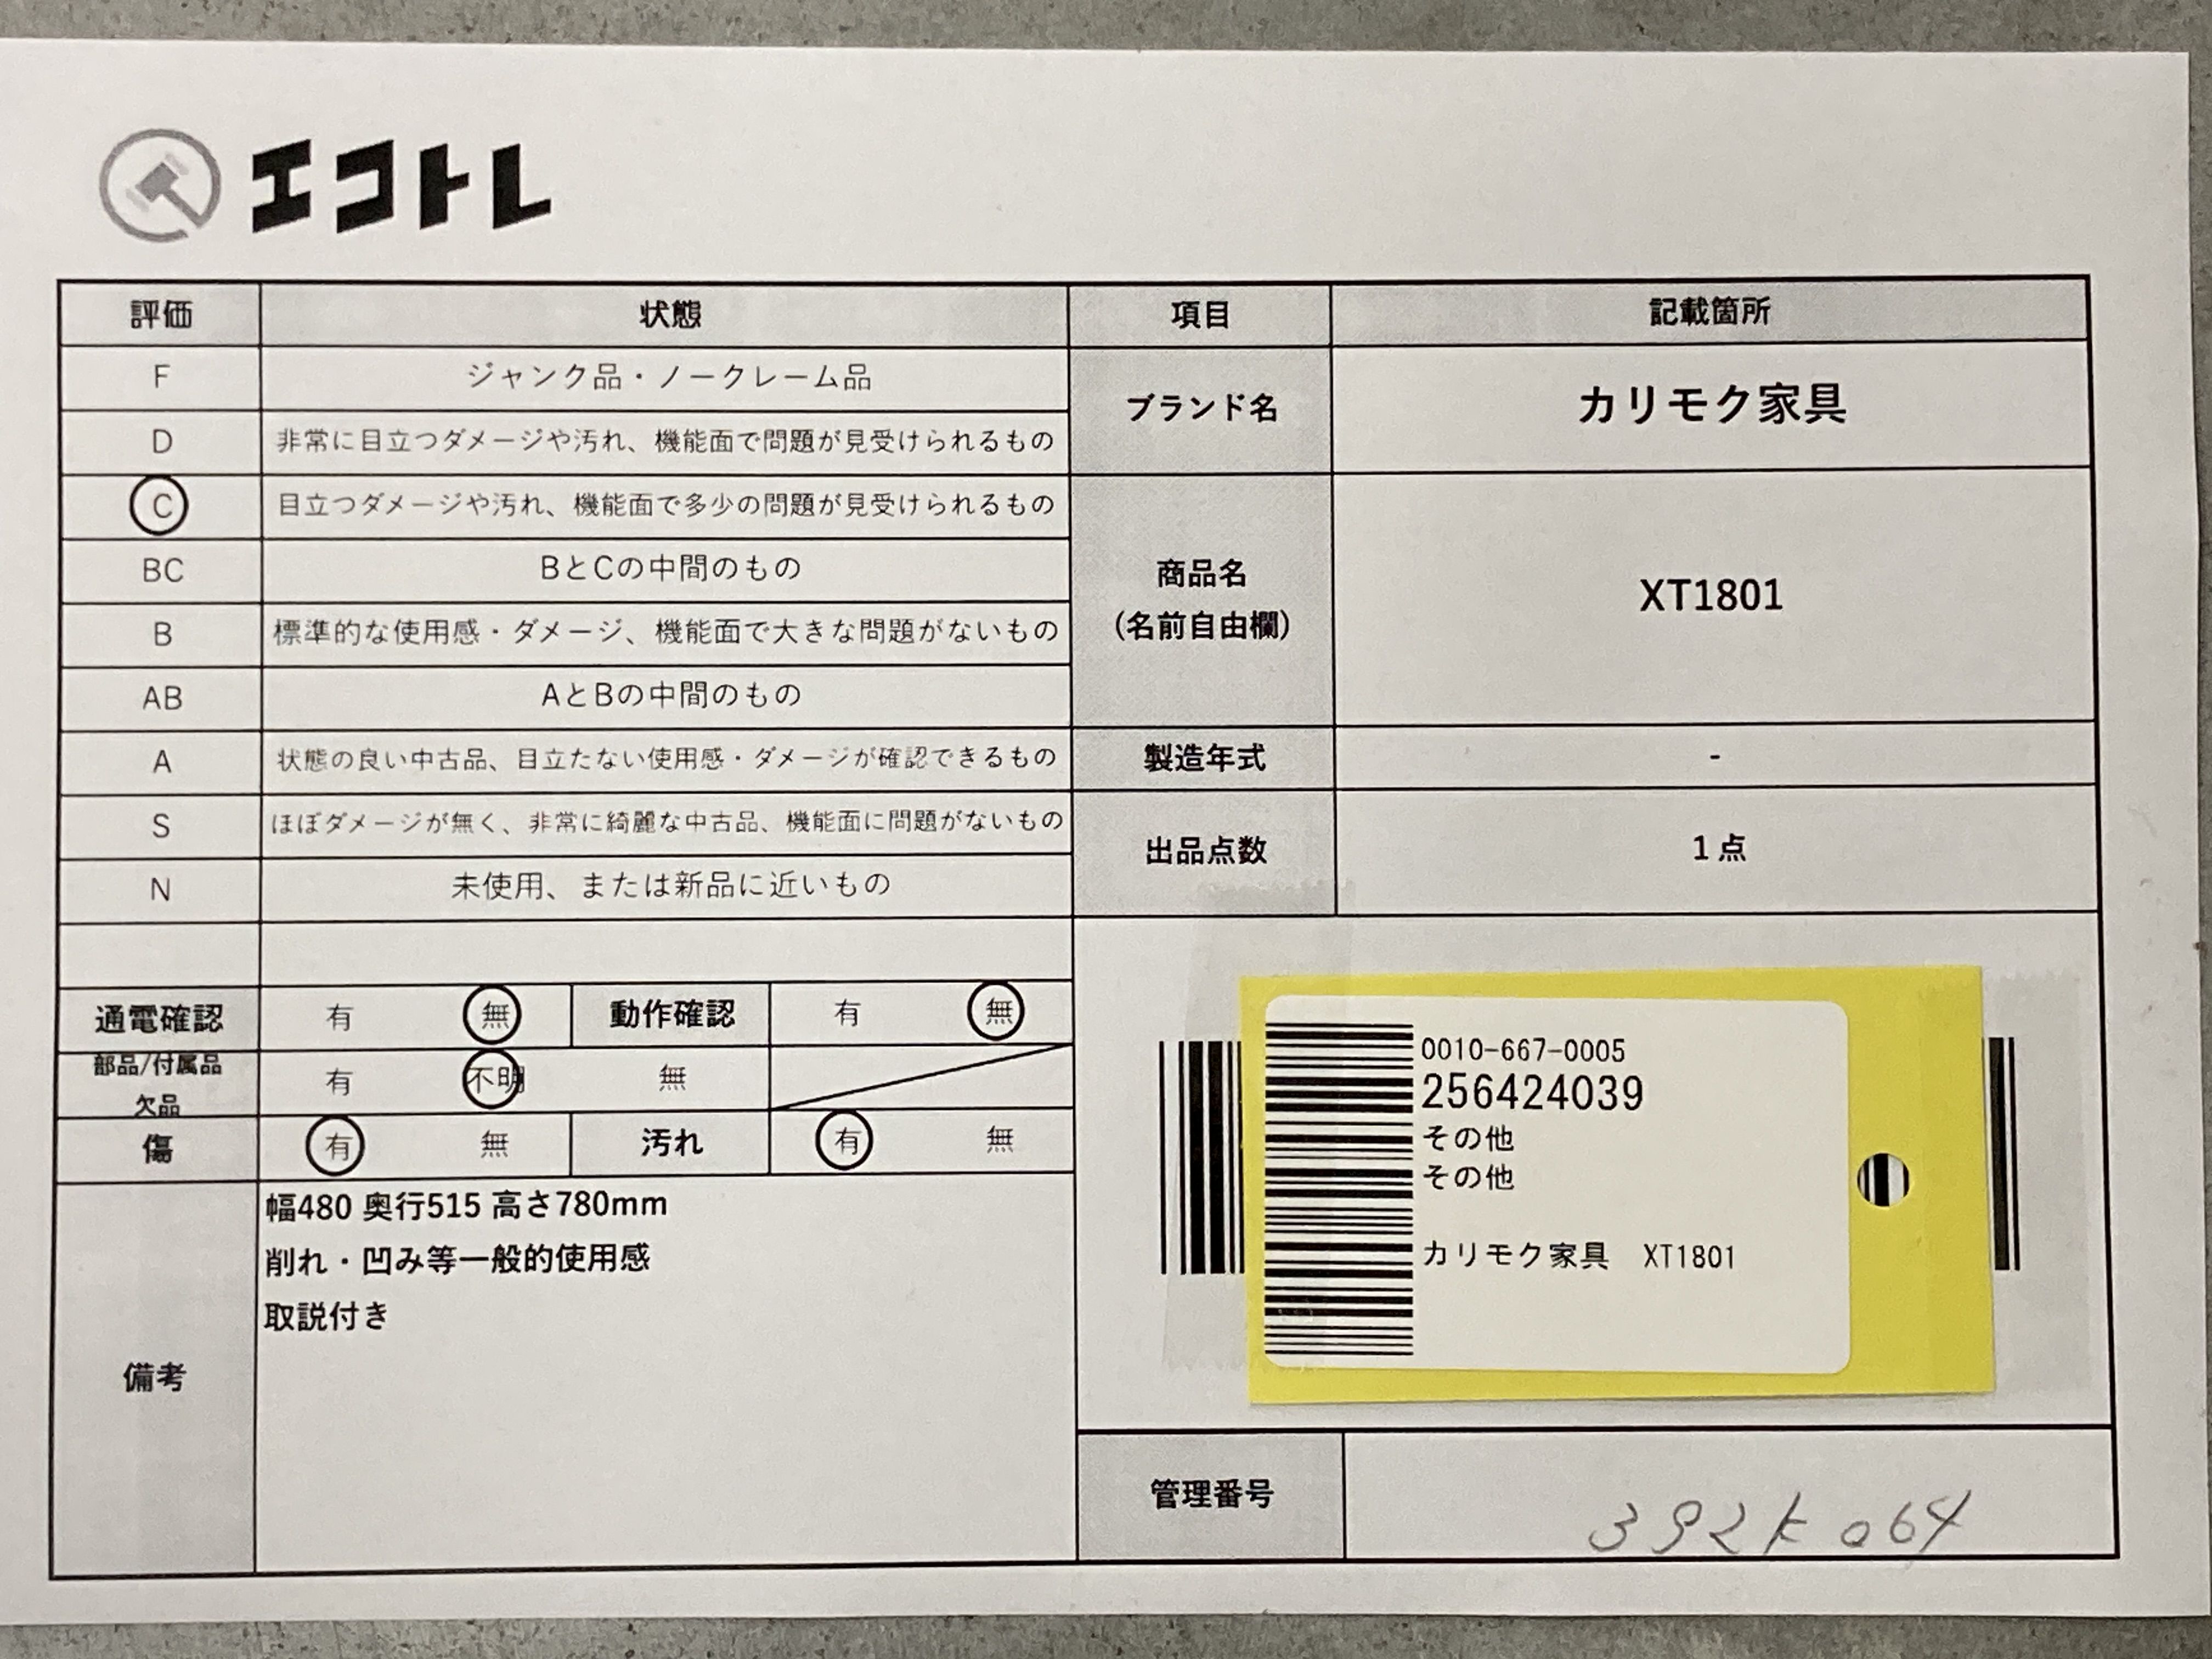 エコトレ
評価 状態 項目 記載箇所
F ジャンク品・ノークレーム品
ブランド名 カリモク家具
D 非常に目立つダメージや汚れ、機能面で問題が見受けられるもの
C 目立つダメージや汚れ、機能面で多少の問題が見受けられるもの
BC BとCの中間のもの
商品名
(名前自由欄)
XT1801
B 標準的な使用感・ダメージ、機能面で大きな問題がないもの
AB AとBの中間のもの
A 状態の良い中古品、目立たない使用感・ダメージが確認できるもの
製造年式 -
S ほぼダメージが無く、非常に綺麗な中古品、機能面に問題がないもの
出品点数 1点
N 未使用、または新品に近いもの
通電確認 有 無 動作確認 有 無
部品/付属品
欠品
有 不明 無
傷 有 無 汚れ 有 無
備考
幅480 奥行515 高さ780mm
削れ・凹み等一般的使用感
取説付き
0010-667-0005
256424039
その他
その他
カリモク家具 XT1801
管理番号 392K064